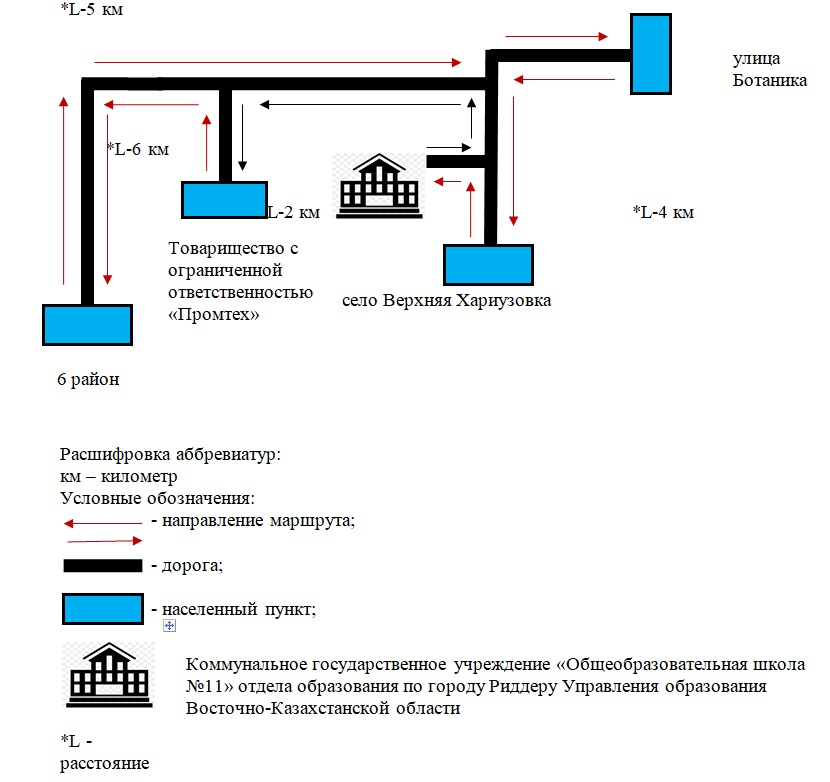 *L-5 км
улица
Ботаника
*L-6 км
L-2 км
*L-4 км
Товарищество с
ограниченной
ответственностью
«Промтех»
село Верхняя Хариузовка
6 район
Расшифровка аббревиатур:
км – километр
Условные обозначения:
- направление маршрута;
- дорога;
- населенный пункт;
Коммунальное государственное учреждение «Общеобразовательная школа
№11» отдела образования по городу Риддеру Управления образования
Восточно-Казахстанской области
*L -
расстояние